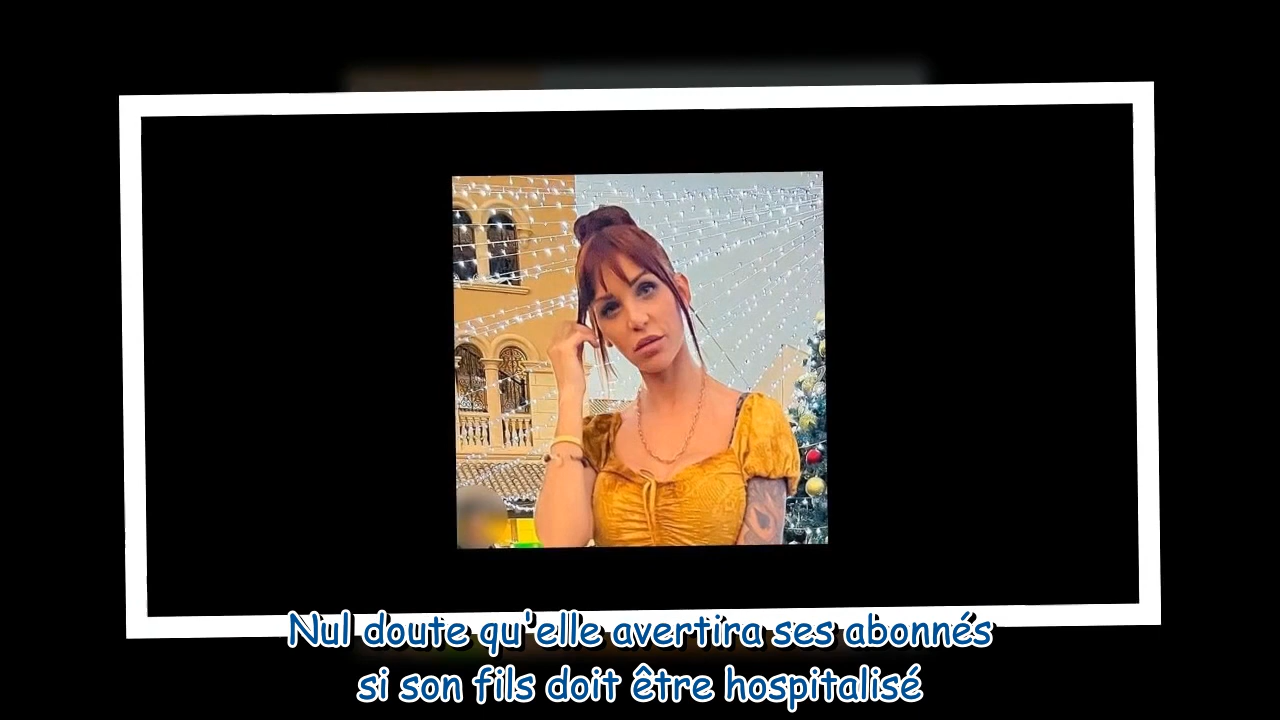 Nul doute qu'elle avertira ses abonnés
si son fils doit être hospitalisé